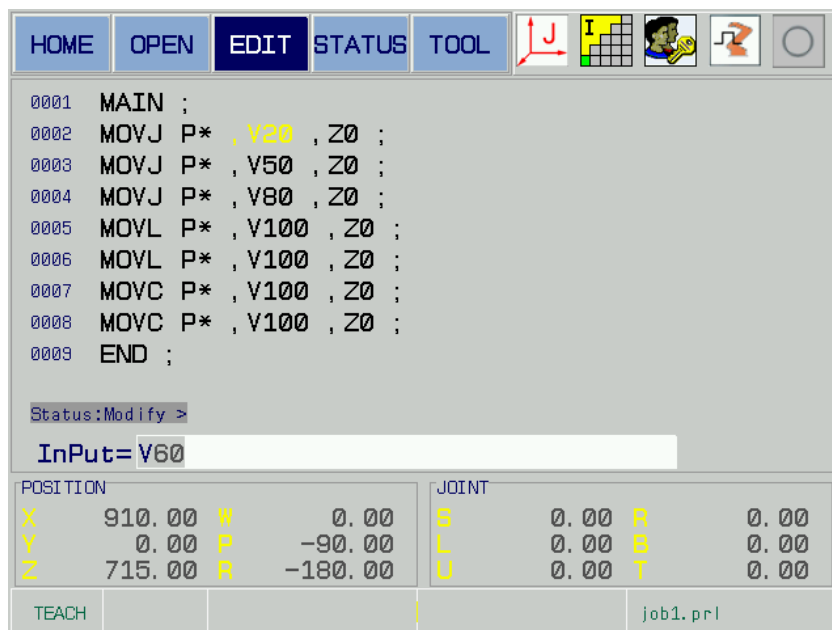 HOME OPEN EDIT STATUS TOOL J I
0001 MAIN ;
0002 MOVJ P* ,V20 ,Z0 ;
0003 MOVJ P* ,V50 ,Z0 ;
0004 MOVJ P* ,V80 ,Z0 ;
0005 MOVL P* ,V100 ,Z0 ;
0006 MOVL P* ,V100 ,Z0 ;
0007 MOVC P* ,V100 ,Z0 ;
0008 MOVC P* ,V100 ,Z0 ;
0009 END ;
Status:Modify >
InPut= V60
POSITION JOINT
X 910.00 W 0.00 S 0.00 R 0.00
Y 0.00 P -90.00 L 0.00 B 0.00
Z 715.00 R -180.00 U 0.00 T 0.00
TEACH job1.prl